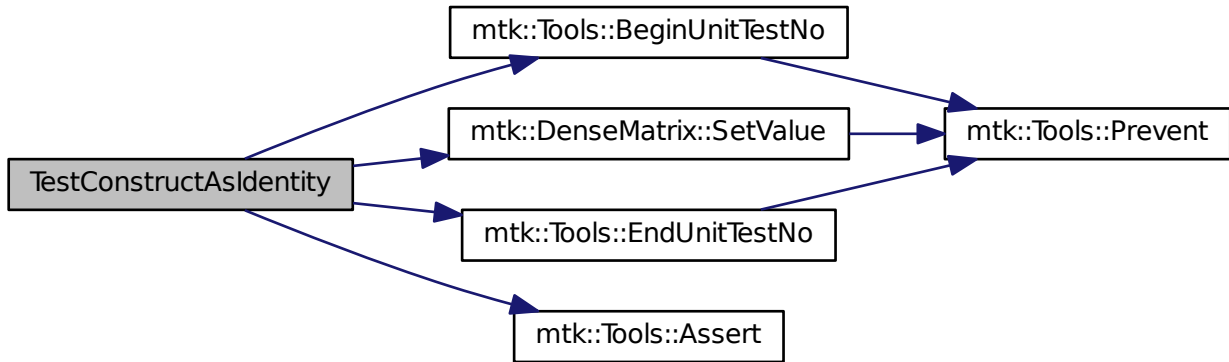 mtk::Tools::BeginUnitTestNo
mtk::DenseMatrix::SetValue
mtk::Tools::Prevent
TestConstructAsIdentity
mtk::Tools::EndUnitTestNo
mtk::Tools::Assert